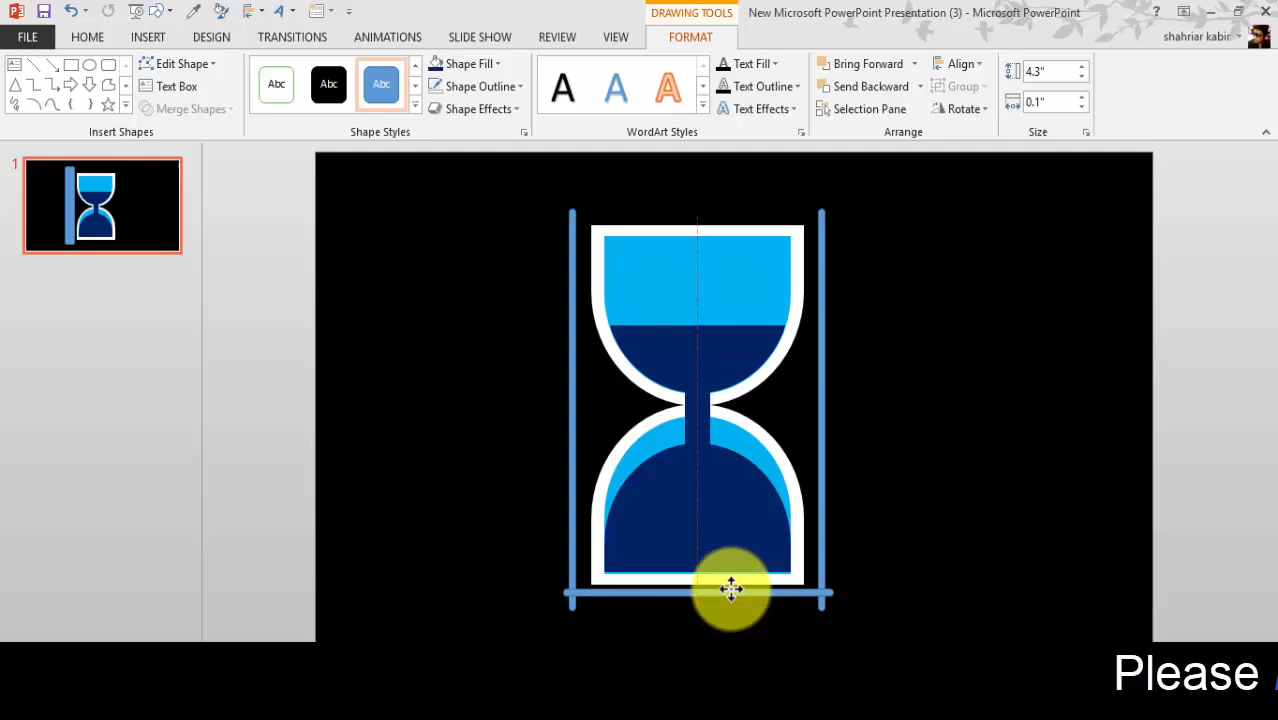 DRAWING TOOLS
New Microsoft PowerPoint Presentation (3) - Microsoft PowerPoint
?
FILE HOME INSERT DESIGN TRANSITIONS ANIMATIONS SLIDE SHOW REVIEW VIEW FORMAT
shahriar kabir
Edit Shape
Text Box
Merge Shapes
Insert Shapes
Abc Abc Abc
Shape Fill
Shape Outline
Shape Effects
Shape Styles
A A A
Text Fill
Text Outline
Text Effects
WordArt Styles
Bring Forward
Send Backward
Selection Pane
Align
Group
Rotate
Arrange
4.3"
0.1"
Size
1
Please